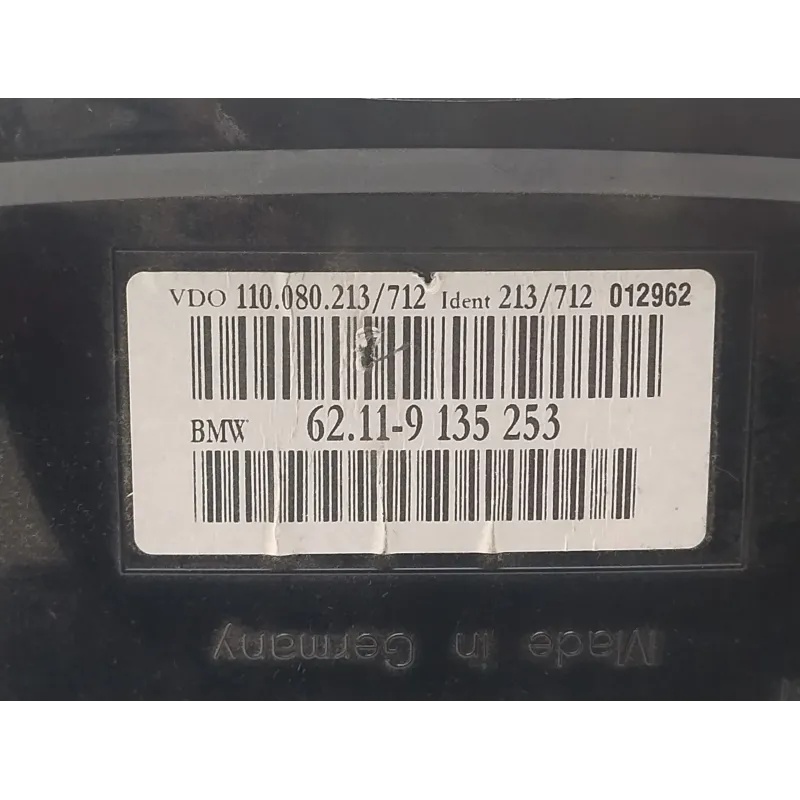 VDO 110.080.213/712 Ident 213/712 012962
BMW 62.11-9 135 253
Made in Germany